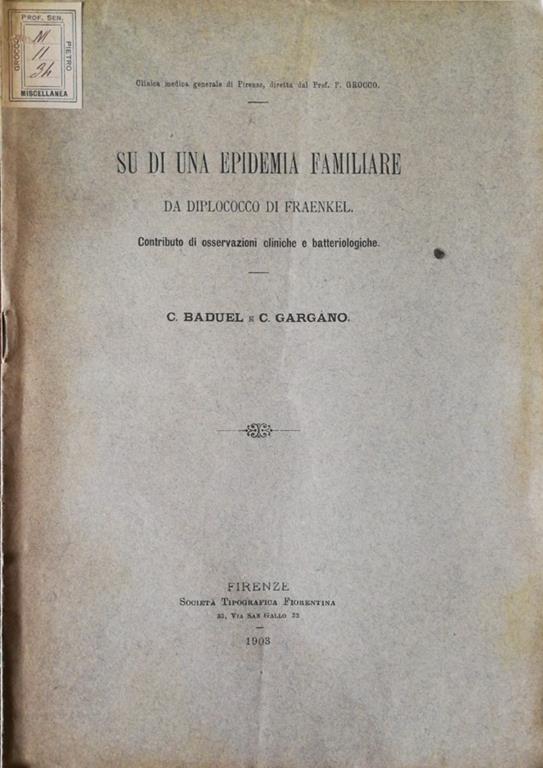 PROF. SEN.
GROCCO
PIETRO
M
11
34
MISCELLANEA
Clinica medica generale di Firenze, diretta dal Prof. P. GROCCO.
SU DI UNA EPIDEMIA FAMILIARE
DA DIPLOCOCCO DI FRAENKEL.
Contributo di osservazioni cliniche e batteriologiche.
C. BADUEL E C. GARGANO.
FIRENZE
SOCIETÀ TIPOGRAFICA FIORENTINA
33, VIA SAN GALLO 33
1903